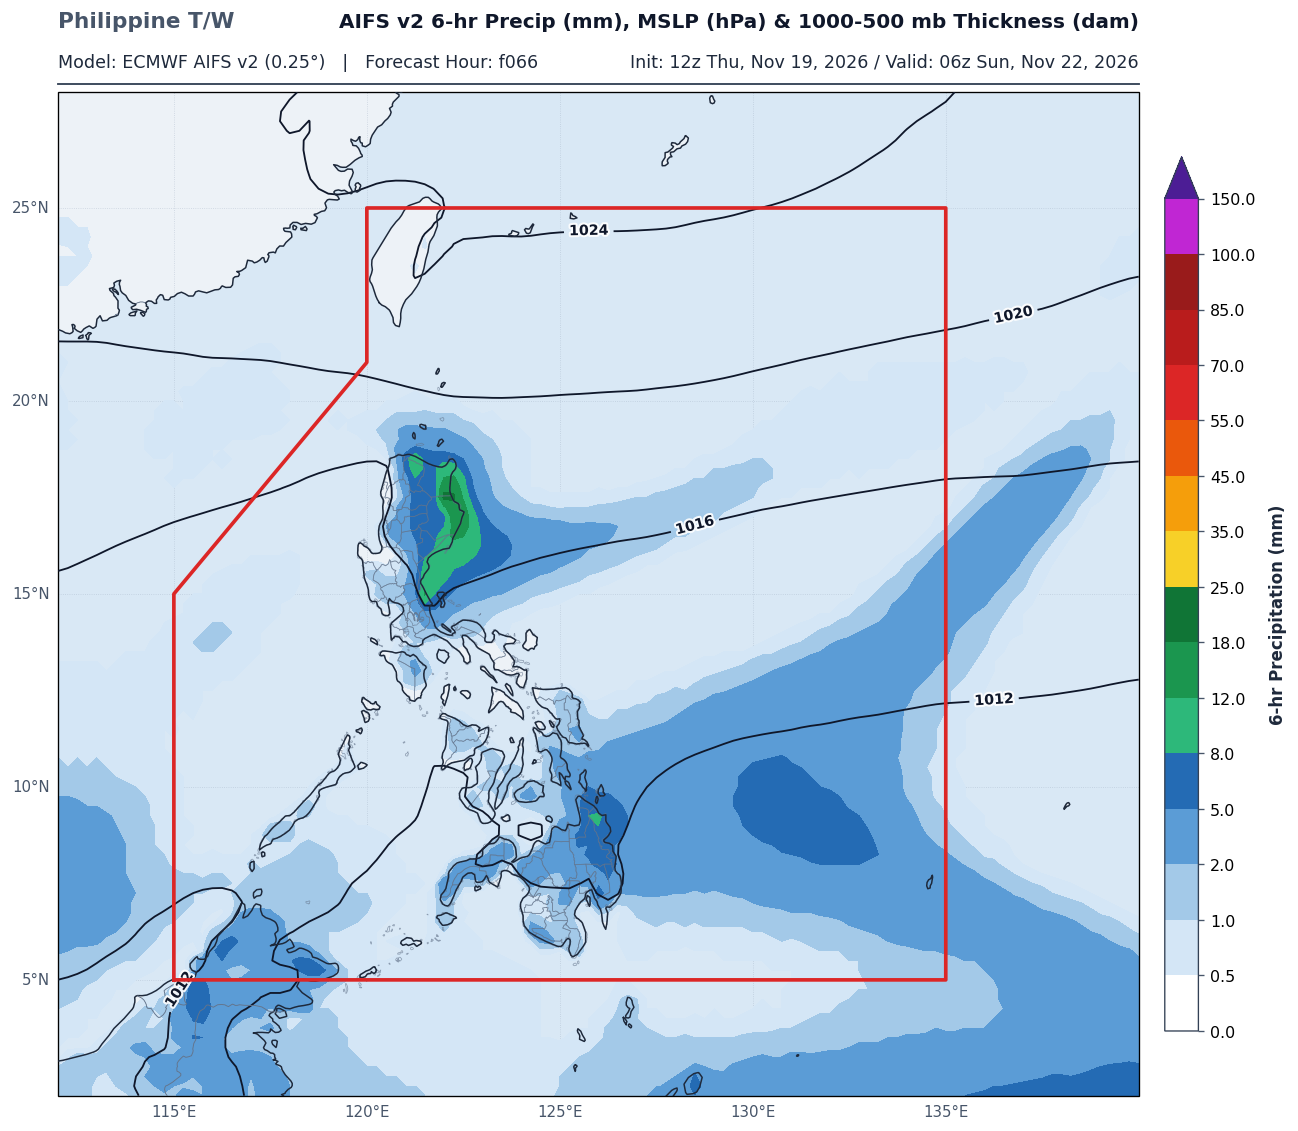 Philippine T/W
AIFS v2 6-hr Precip (mm), MSLP (hPa) & 1000-500 mb Thickness (dam)
Model: ECMWF AIFS v2 (0.25°) | Forecast Hour: f066
Init: 12z Thu, Nov 19, 2026 / Valid: 06z Sun, Nov 22, 2026
25°N
20°N
15°N
10°N
5°N
115°E
120°E
125°E
130°E
135°E
1024
1020
1016
1012
1012
150.0
100.0
85.0
70.0
55.0
45.0
35.0
25.0
18.0
12.0
8.0
5.0
2.0
1.0
0.5
0.0
6-hr Precipitation (mm)